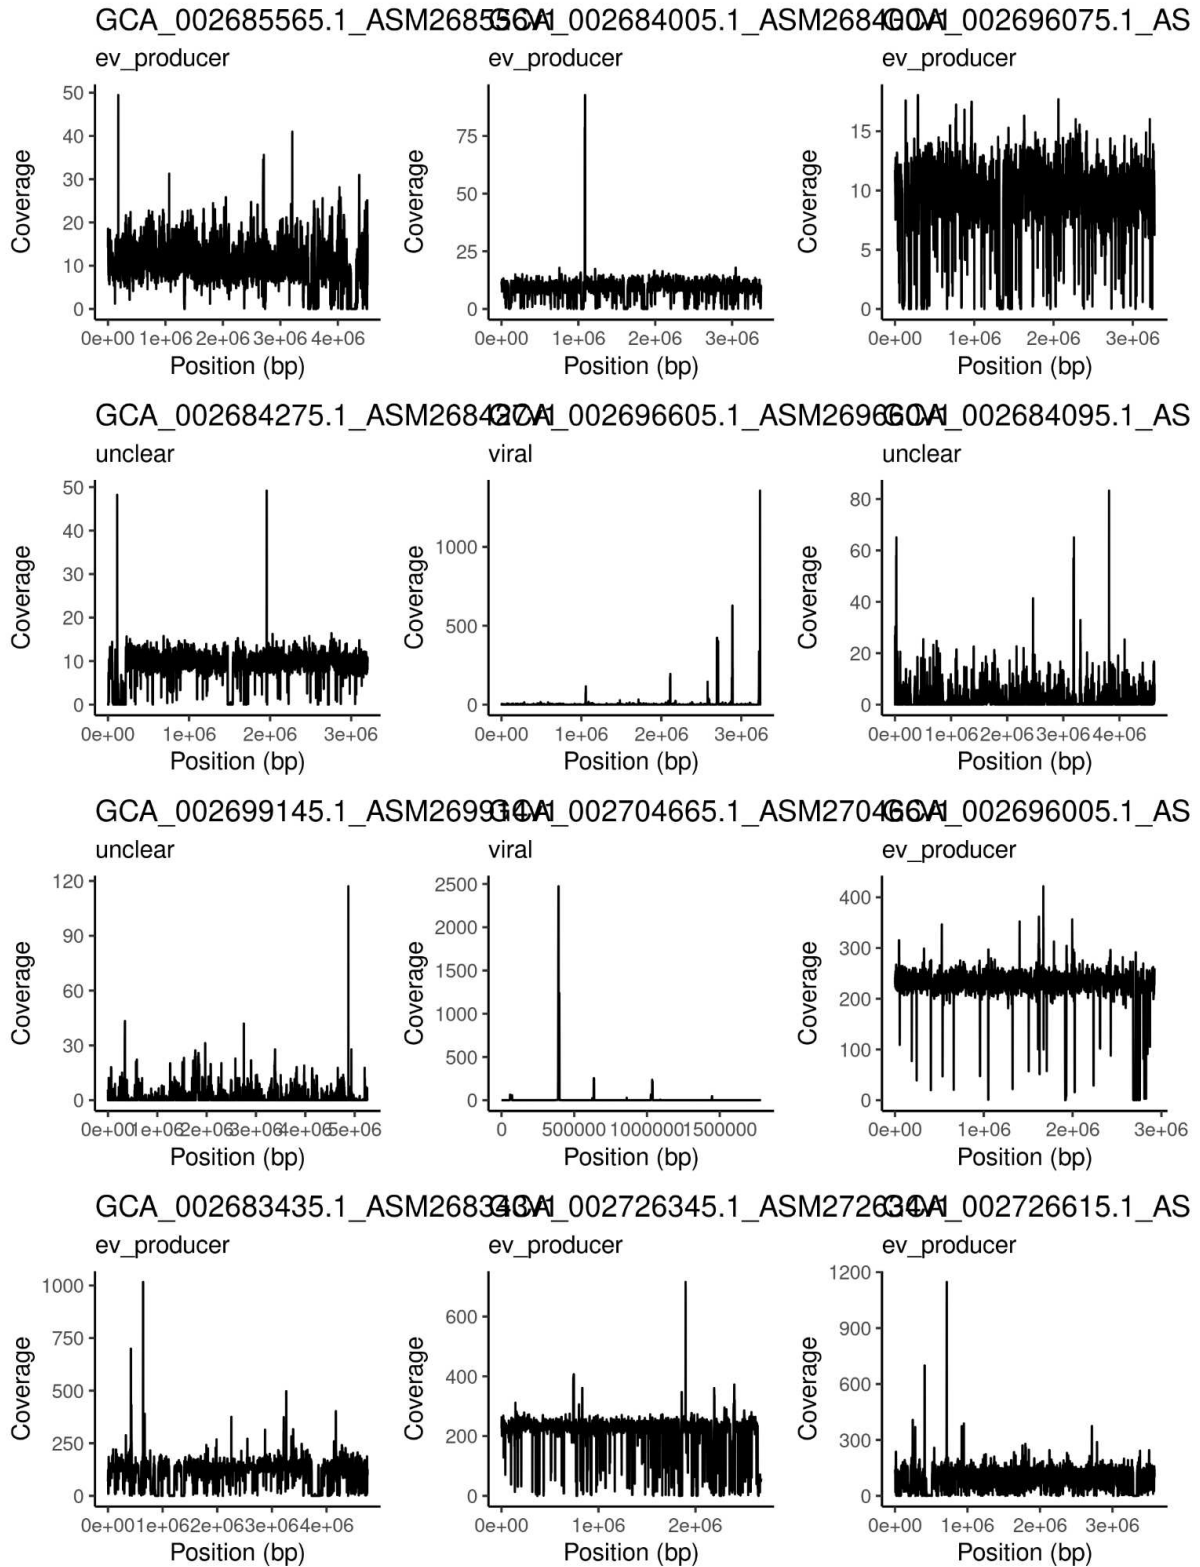 GCA_002685565.1_ASM268556v1 GCA_002684005.1_ASM268400v1 GCA_002696075.1_AS
ev_producer ev_producer ev_producer
Coverage 50 40 30 20 10 0
Coverage 75 50 25 0
Coverage 15 10 5 0
0e+00 1e+06 2e+06 3e+06 4e+06
0e+00 1e+06 2e+06 3e+06
0e+00 1e+06 2e+06 3e+06
Position (bp) Position (bp) Position (bp)
GCA_002684275.1_ASM268427v1 GCA_002696605.1_ASM269660v1 GCA_002684095.1_AS
unclear viral unclear
Coverage 50 40 30 20 10 0
Coverage 1000 500 0
Coverage 80 60 40 20 0
0e+00 1e+06 2e+06 3e+06
0e+00 1e+06 2e+06 3e+06
0e+00 1e+06 2e+06 3e+06 4e+06
Position (bp) Position (bp) Position (bp)
GCA_002699145.1_ASM269914v1 GCA_002704665.1_ASM270466v1 GCA_002696005.1_AS
unclear viral ev_producer
Coverage 120 90 60 30 0
Coverage 2500 2000 1500 1000 500 0
Coverage 400 300 200 100 0
0e+00 1e+06 2e+06 3e+06 4e+06 5e+06
0 500000 1000000 1500000
0e+00 1e+06 2e+06 3e+06
Position (bp) Position (bp) Position (bp)
GCA_002683435.1_ASM268343v1 GCA_002726345.1_ASM272634v1 GCA_002726615.1_AS
ev_producer ev_producer ev_producer
Coverage 1000 750 500 250 0
Coverage 600 400 200 0
Coverage 1200 900 600 300 0
0e+00 1e+06 2e+06 3e+06 4e+06
0e+00 1e+06 2e+06
0e+00 1e+06 2e+06 3e+06
Position (bp) Position (bp) Position (bp)